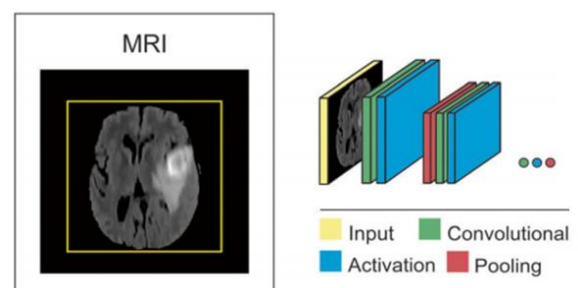 MRI
Input
Convolutional
Activation
Pooling